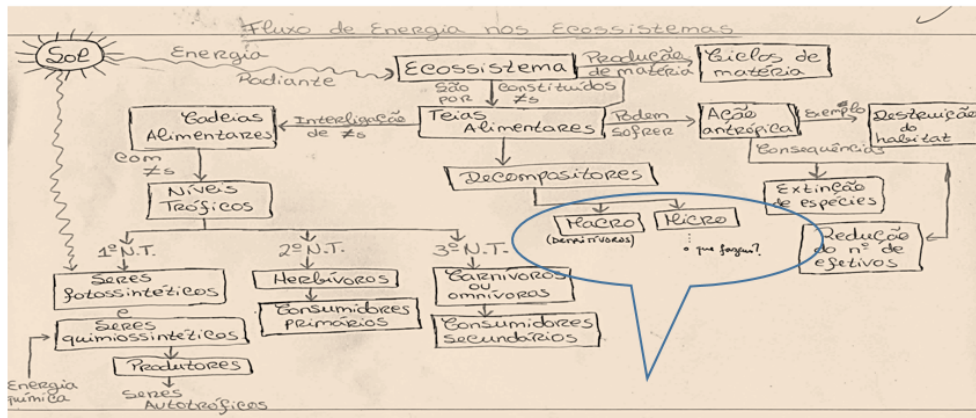 Fluxo de Energia nos Ecossistemas
Sol
Energia
Radiante
Ecossistema
Produção
de matéria
Ciclos de
matéria
São
por
constituídos
≠s
Cadeias
Alimentares
Interligação
de ≠s
Teias
Alimentares
Podem
sofrer
Ação
antrópica
Exemplo
Destruição
do
habitat
Consequências
com
≠s
Níveis
Tróficos
Decompositores
Extinção
de espécies
Macro
(Detritívoros)
Micro
o que fazem?
Redução
do nº de
efetivos
1º N.T.
2º N.T.
3º N.T.
Seres
fotossintéticos
e
Seres
quimiossintéticos
Herbívoros
Consumidores
primários
Carnívoros
ou
omnívoros
Consumidores
secundários
Produtores
Energia
química
Seres
Autotróficos